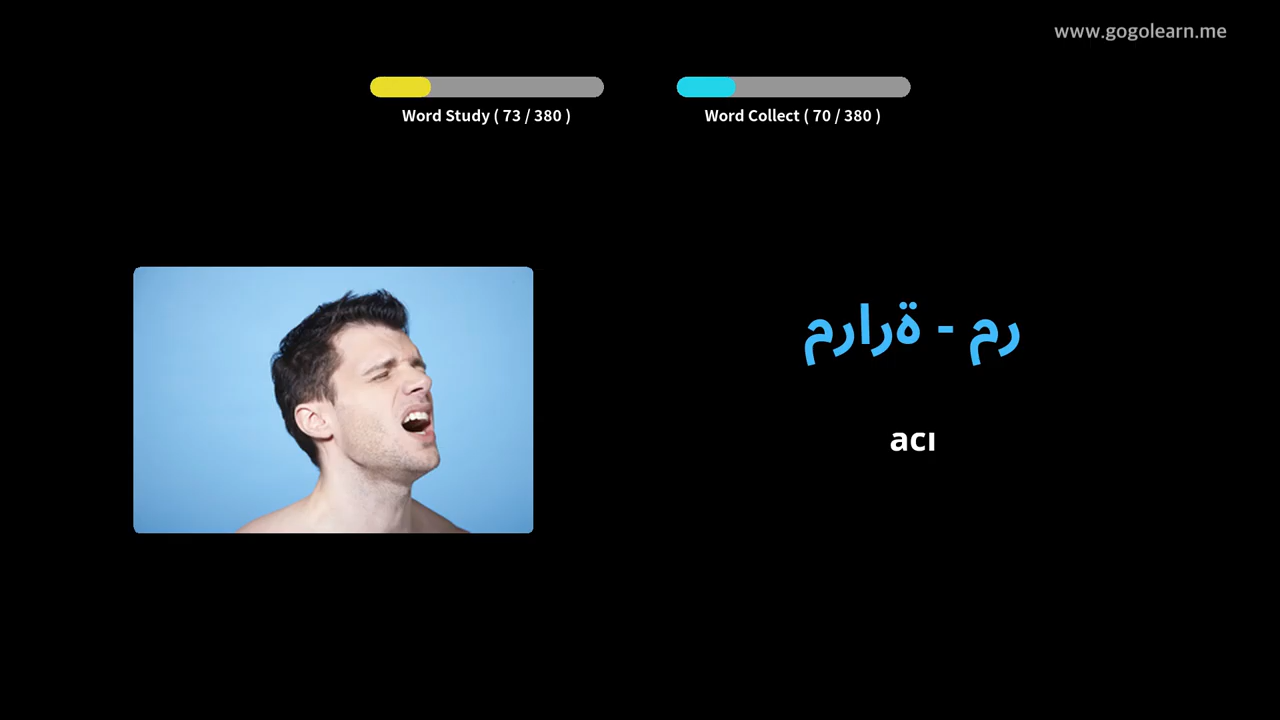 www.gogolearn.me
Word Study ( 73 / 380 )
Word Collect ( 70 / 380 )
مرارة - مر
acı